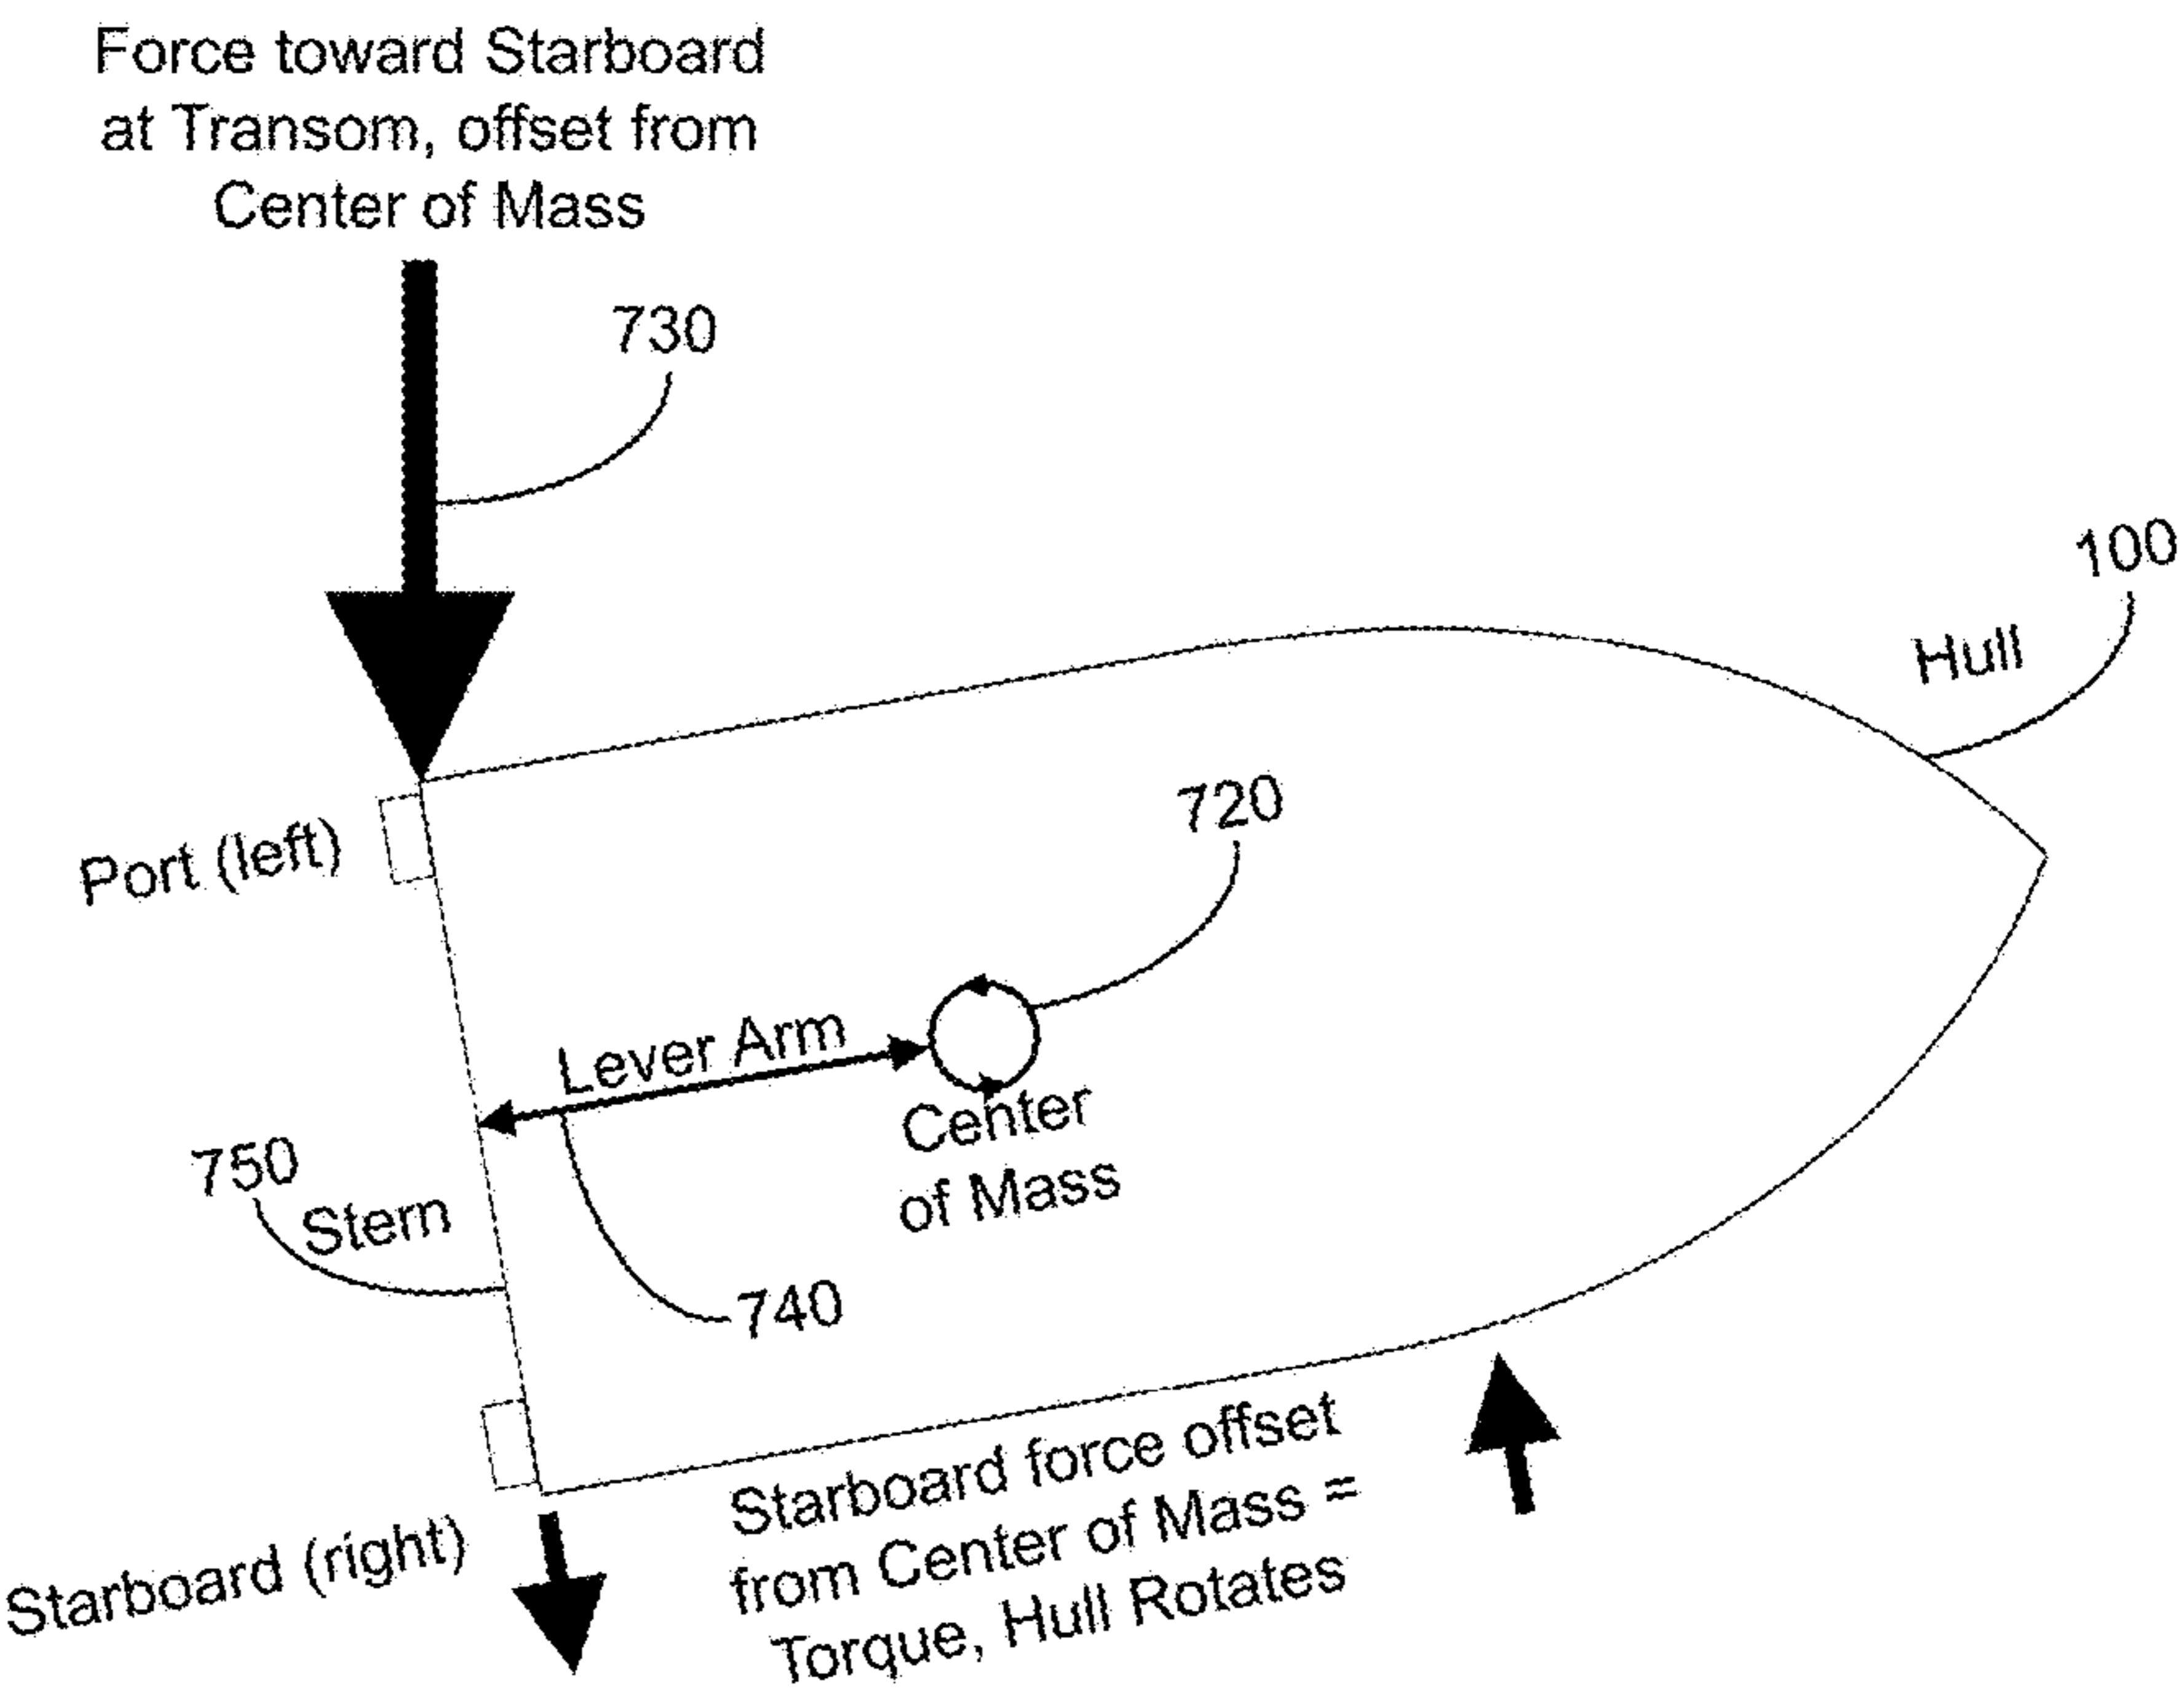 Force toward Starboard
at Transom, offset from
Center of Mass
730
100
Hull
720
Port (left)
Lever Arm
Center
of Mass
750
Stern
740
Starboard force offset
from Center of Mass =
Torque, Hull Rotates
Starboard (right)